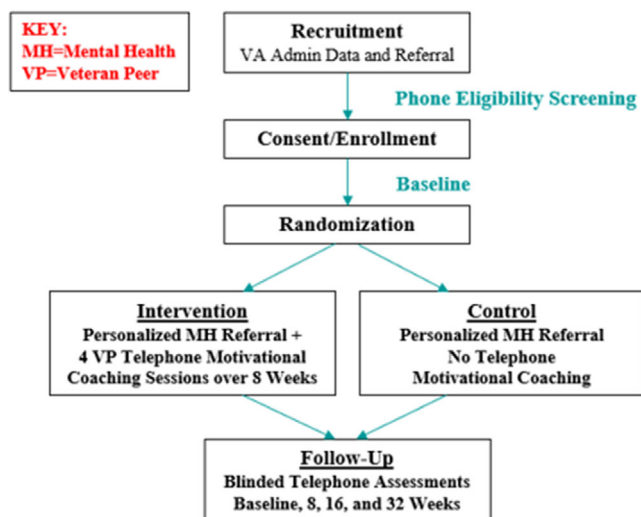 KEY:
MH=Mental Health
VP=Veteran Peer
Recruitment
VA Admin Data and Referral
Phone Eligibility Screening
Consent/Enrollment
Baseline
Randomization
Intervention
Personalized MH Referral +
4 VP Telephone Motivational
Coaching Sessions over 8 Weeks
Control
Personalized MH Referral
No Telephone
Motivational Coaching
Follow-Up
Blinded Telephone Assessments
Baseline, 8, 16, and 32 Weeks